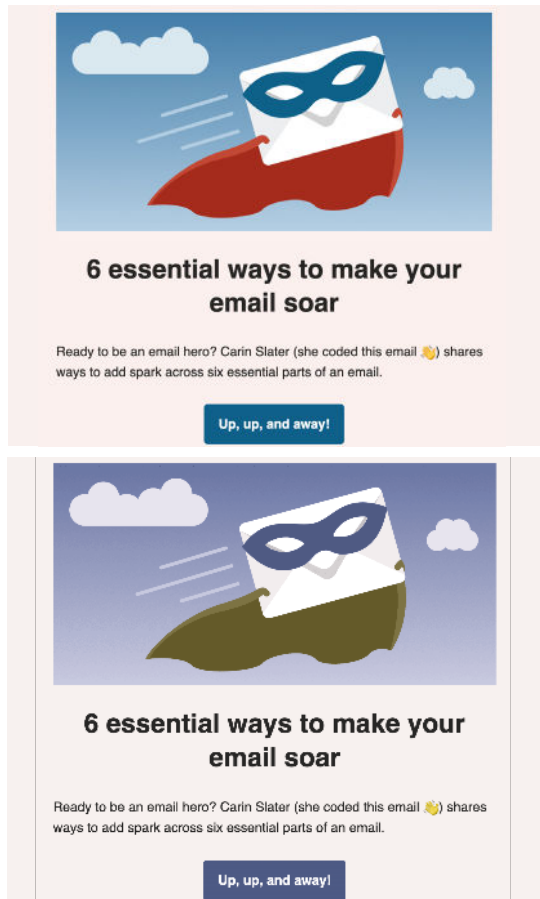 6 essential ways to make your
email soar
Ready to be an email hero? Carin Slater (she coded this email 👋) shares
ways to add spark across six essential parts of an email.
Up, up, and away!
6 essential ways to make your
email soar
Ready to be an email hero? Carin Slater (she coded this email 👋) shares
ways to add spark across six essential parts of an email.
Up, up, and away!